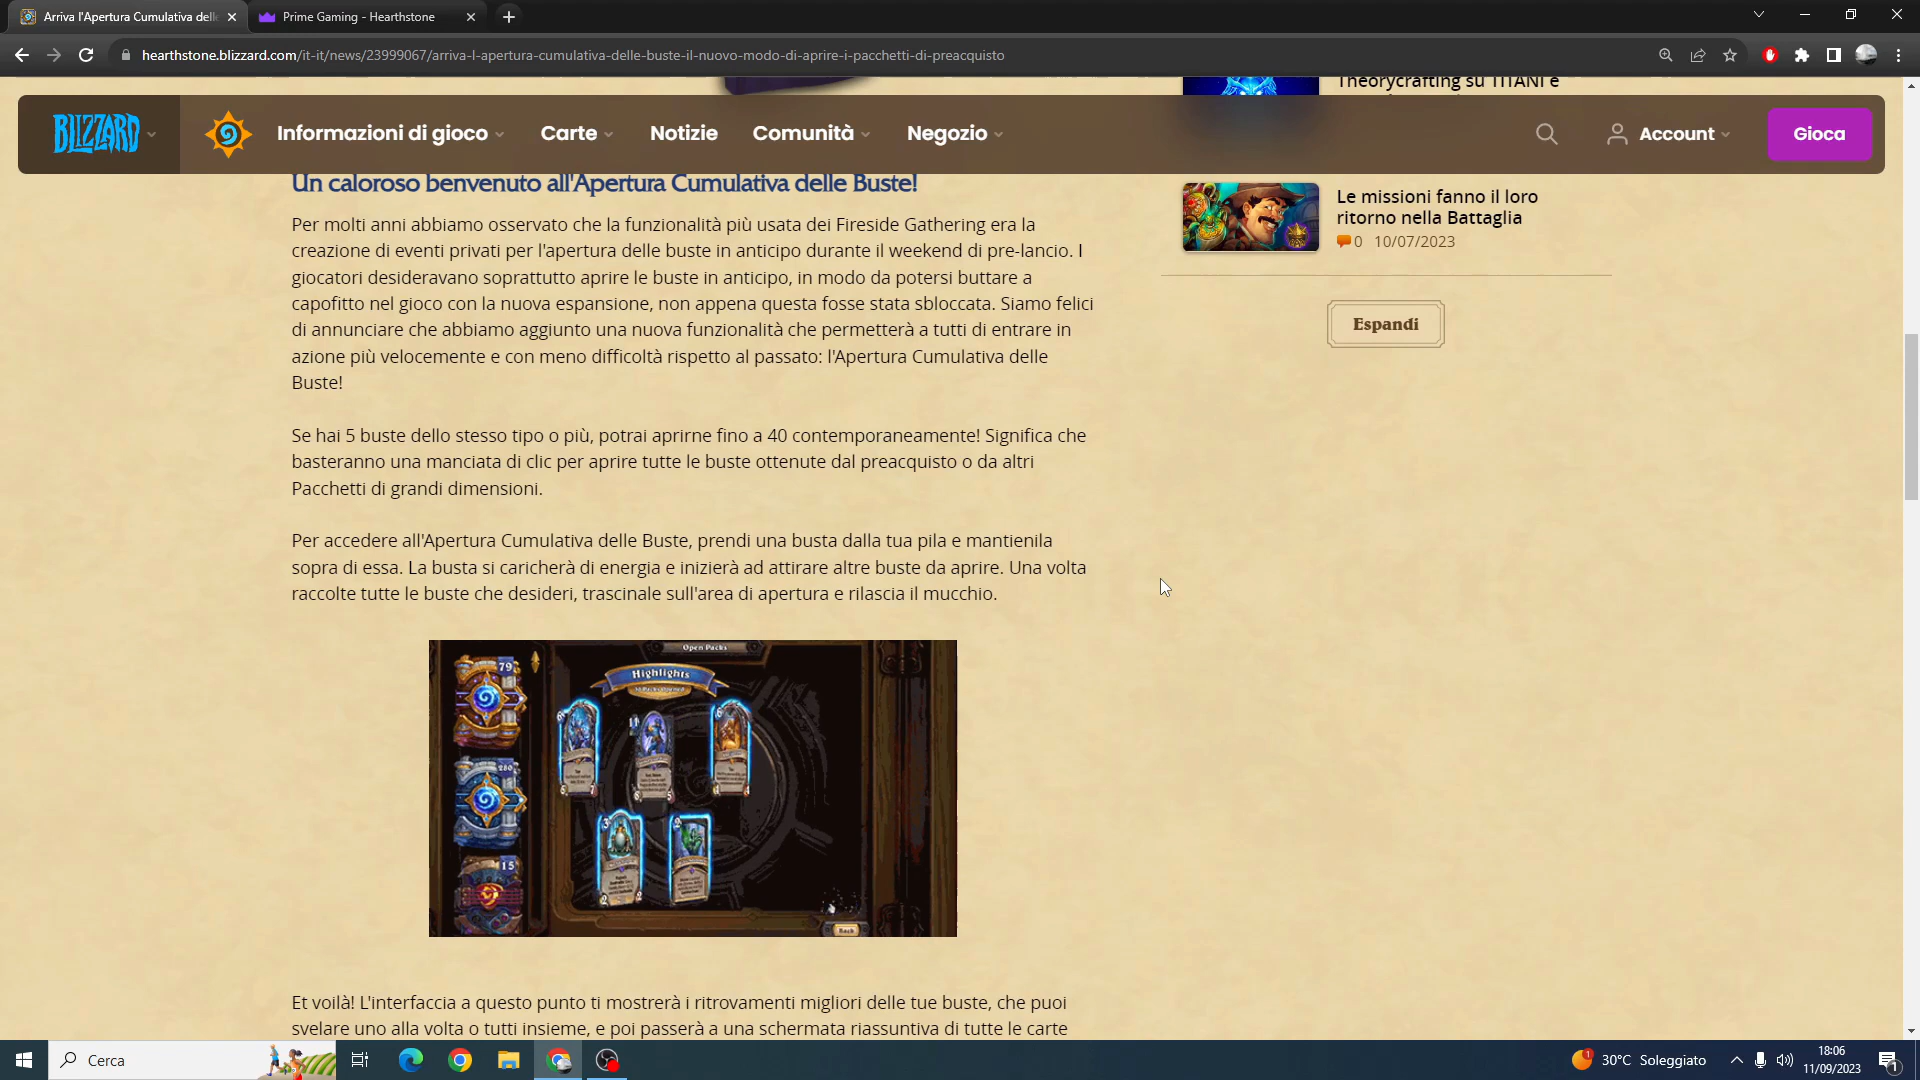 Arriva l'Apertura Cumulativa delle
Prime Gaming - Hearthstone
hearthstone.blizzard.com/it-it/news/23999067/arriva-l-apertura-cumulativa-delle-buste-il-nuovo-modo-di-aprire-i-pacchetti-di-preacquisto
Theorycrafting su TITANI e
BLIZZARD
Informazioni di gioco
Carte
Notizie
Comunità
Negozio
Account
Gioca
Un caloroso benvenuto all'Apertura Cumulativa delle Buste!
Per molti anni abbiamo osservato che la funzionalità più usata dei Fireside Gathering era la
creazione di eventi privati per l'apertura delle buste in anticipo durante il weekend di pre-lancio. I
giocatori desideravano soprattutto aprire le buste in anticipo, in modo da potersi buttare a
capofitto nel gioco con la nuova espansione, non appena questa fosse stata sbloccata. Siamo felici
di annunciare che abbiamo aggiunto una nuova funzionalità che permetterà a tutti di entrare in
azione più velocemente e con meno difficoltà rispetto al passato: l'Apertura Cumulativa delle
Buste!
Se hai 5 buste dello stesso tipo o più, potrai aprirne fino a 40 contemporaneamente! Significa che
basteranno una manciata di clic per aprire tutte le buste ottenute dal preacquisto o da altri
Pacchetti di grandi dimensioni.
Per accedere all'Apertura Cumulativa delle Buste, prendi una busta dalla tua pila e mantienila
sopra di essa. La busta si caricherà di energia e inizierà ad attirare altre buste da aprire. Una volta
raccolte tutte le buste che desideri, trascinale sull'area di apertura e rilascia il mucchio.
Open Packs
Highlights
79
280
15
Back
Et voilà! L'interfaccia a questo punto ti mostrerà i ritrovamenti migliori delle tue buste, che puoi
svelare uno alla volta o tutti insieme, e poi passerà a una schermata riassuntiva di tutte le carte
Le missioni fanno il loro
ritorno nella Battaglia
0 10/07/2023
Espandi
Cerca
1
30°C Soleggiato
18:06
11/09/2023
1